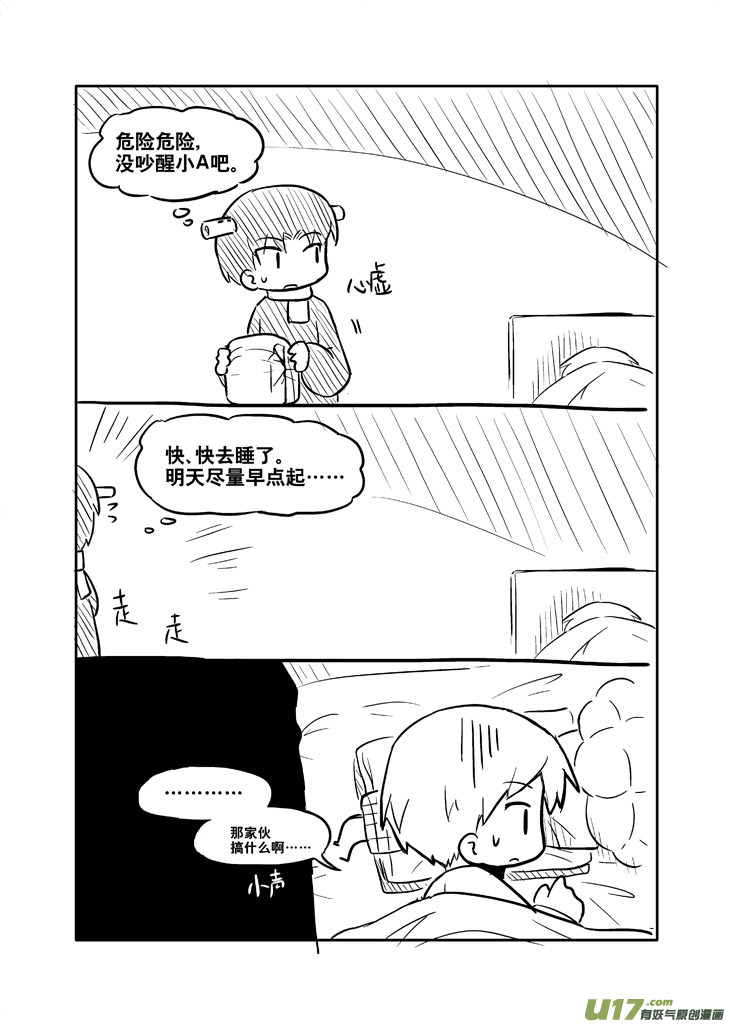 危险危险，
没吵醒小A吧。
心虚
快、快去睡了。
明天尽量早点起……
走
走
…………
那家伙
搞什么啊……
小声
U17.com
有妖气原创漫画